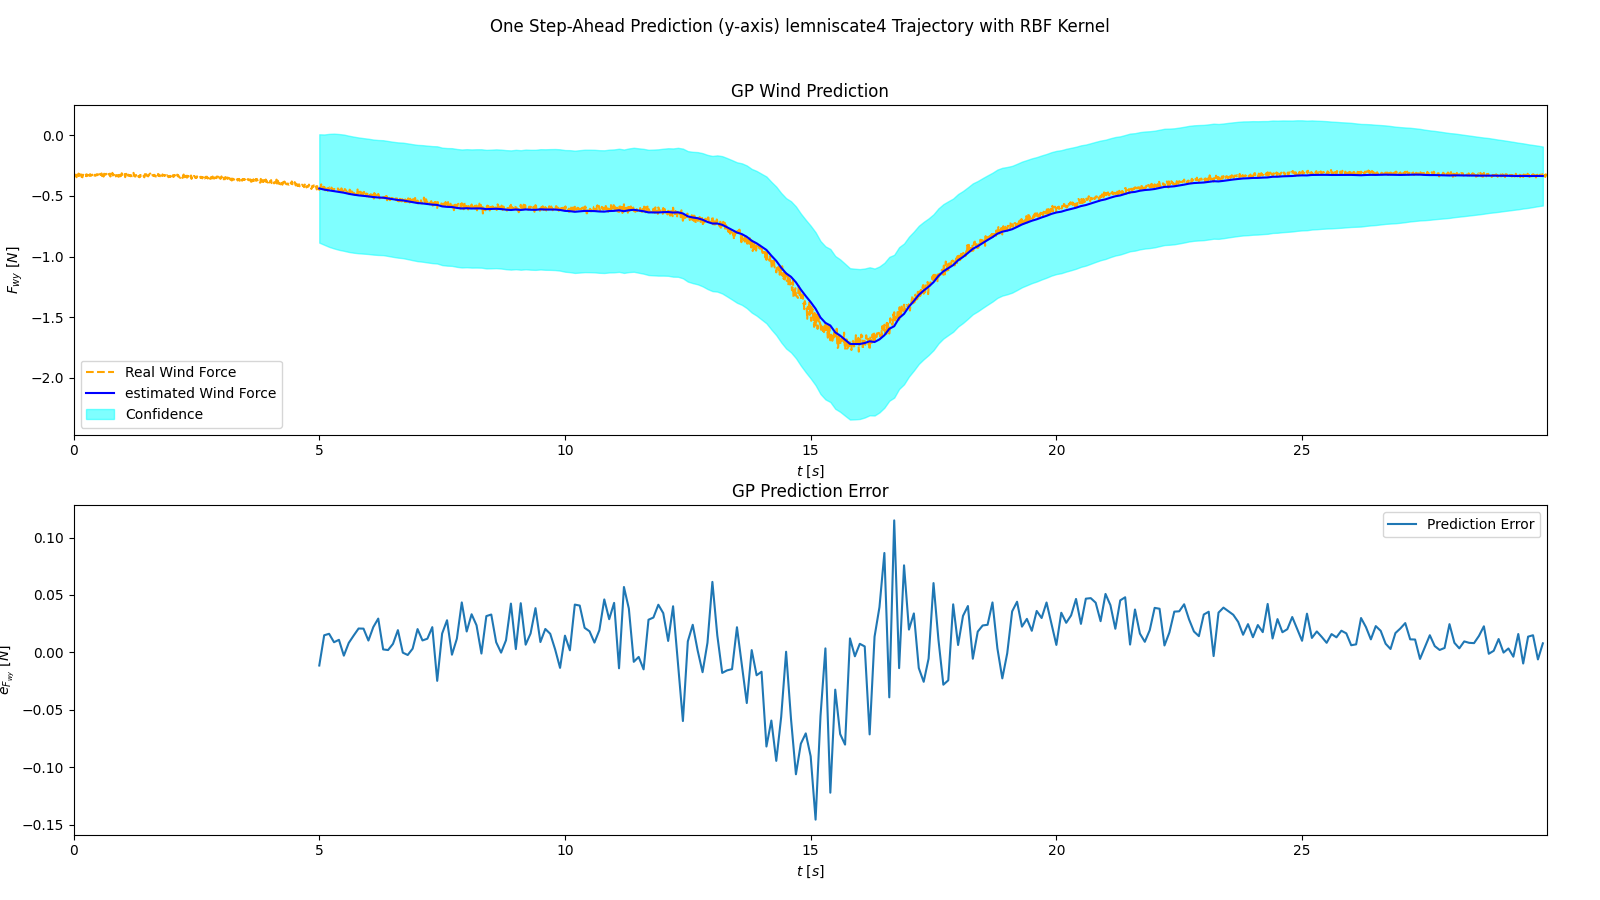 One Step-Ahead Prediction (y-axis) lemniscate4 Trajectory with RBF Kernel
GP Wind Prediction
0.0
−0.5
−1.0
−1.5
−2.0
F_wy [N]
Real Wind Force
estimated Wind Force
Confidence
0 5 10 15 20 25
t [s]
GP Prediction Error
0.10
0.05
0.00
−0.05
−0.10
−0.15
e_F_wy [N]
Prediction Error
0 5 10 15 20 25
t [s]